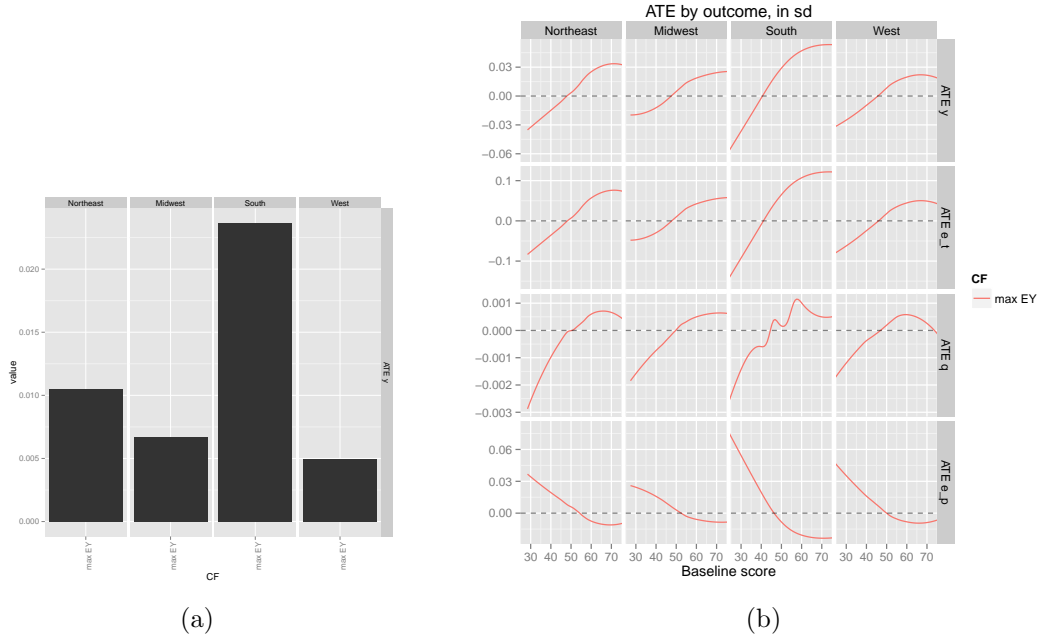 Northeast Midwest South West
0.020
0.015
0.010
0.005
0.000
value
ATE y
max EY max EY max EY max EY
CF
(a)
ATE by outcome, in sd
Northeast Midwest South West
0.03
0.00
−0.03
−0.06
ATE y
0.1
0.0
−0.1
ATE e_t
0.001
0.000
−0.001
−0.002
−0.003
ATE q
0.06
0.03
0.00
ATE e_p
30 40 50 60 70 30 40 50 60 70 30 40 50 60 70 30 40 50 60 70
Baseline score
CF
max EY
(b)